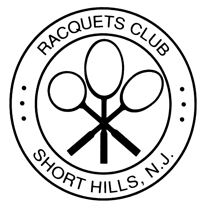 RACQUETS CLUB
SHORT HILLS, N.J.